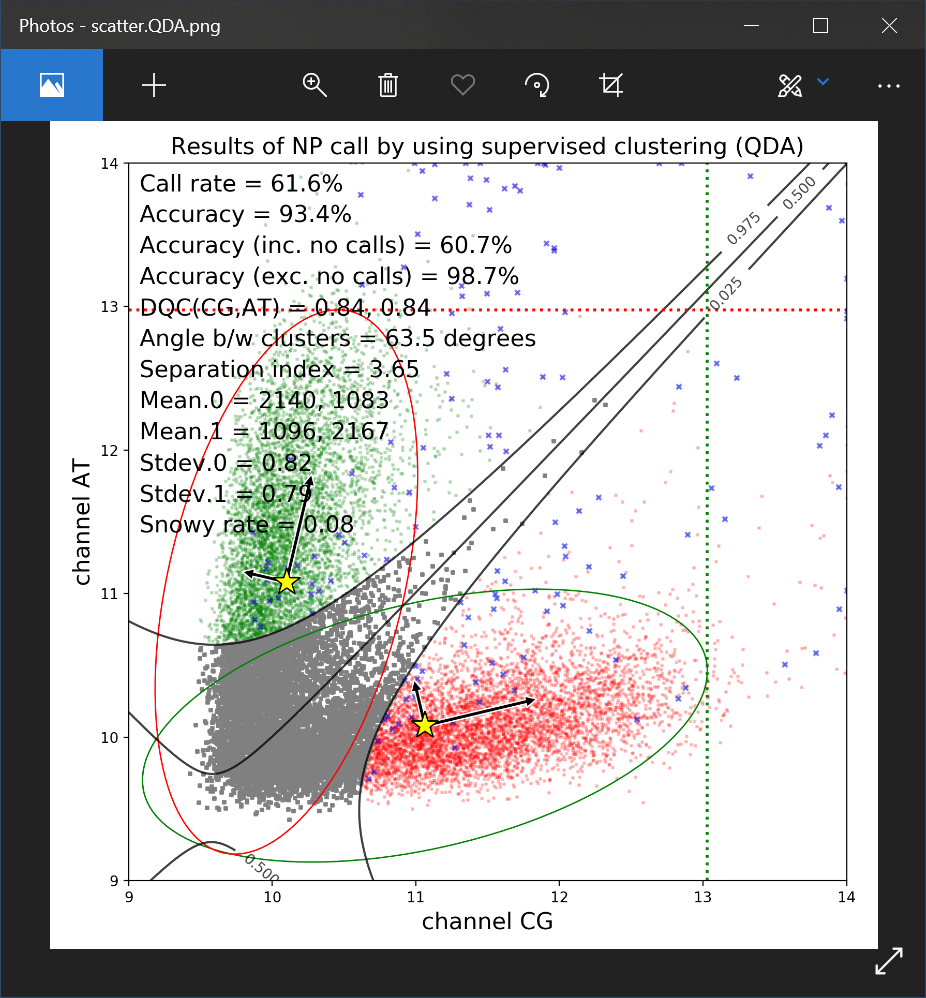 Photos - scatter.QDA.png
Results of NP call by using supervised clustering (QDA)
Call rate = 61.6%
Accuracy = 93.4%
Accuracy (inc. no calls) = 60.7%
Accuracy (exc. no calls) = 98.7%
DQC(CG,AT) = 0.84, 0.84
Angle b/w clusters = 63.5 degrees
Separation index = 3.65
Mean.0 = 2140, 1083
Mean.1 = 1096, 2167
Stdev.0 = 0.82
Stdev.1 = 0.79
Snowy rate = 0.08
0.975
0.500
0.025
0.500
14
13
12
11
10
9
channel AT
9 10 11 12 13 14
channel CG